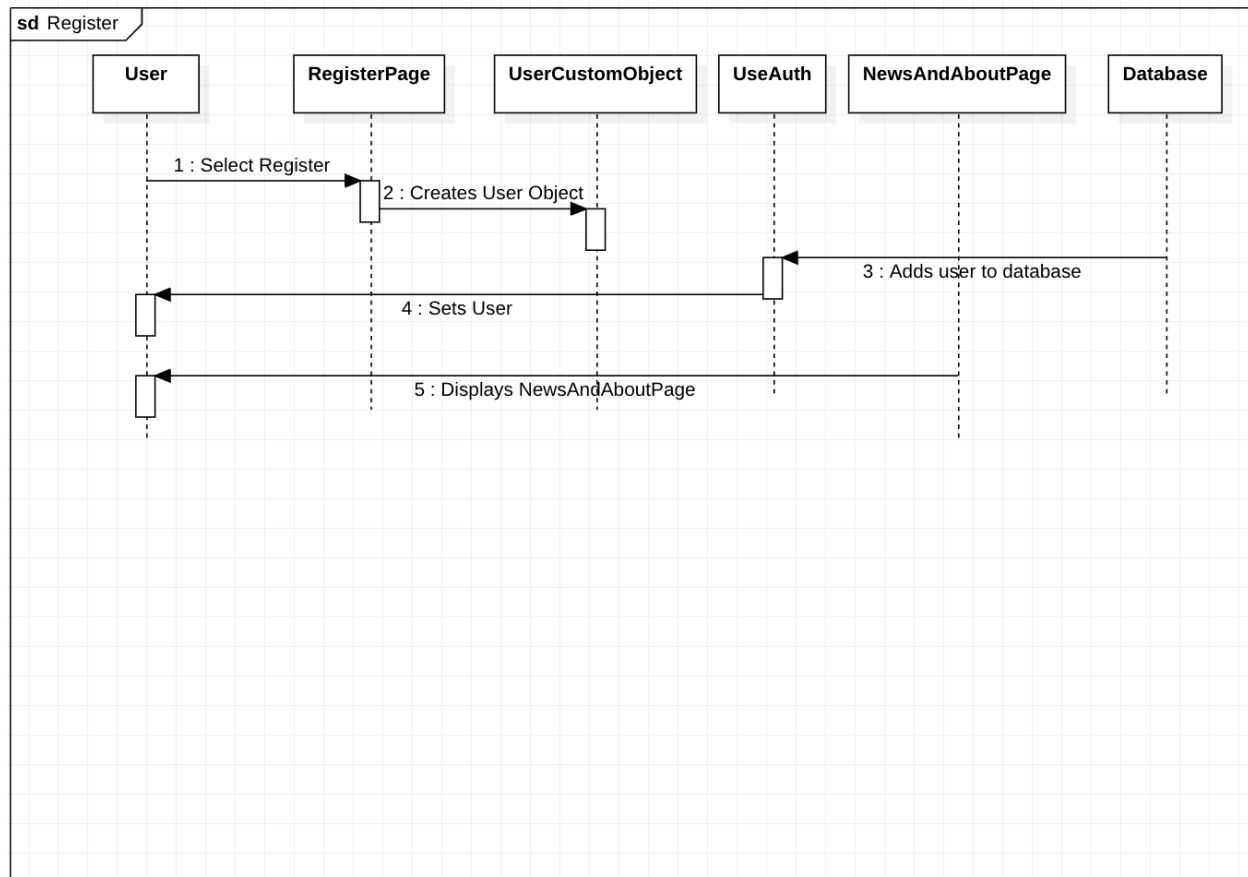 sd Register
User
RegisterPage
UserCustomObject
UseAuth
NewsAndAboutPage
Database
1 : Select Register
2 : Creates User Object
3 : Adds user to database
4 : Sets User
5 : Displays NewsAndAboutPage